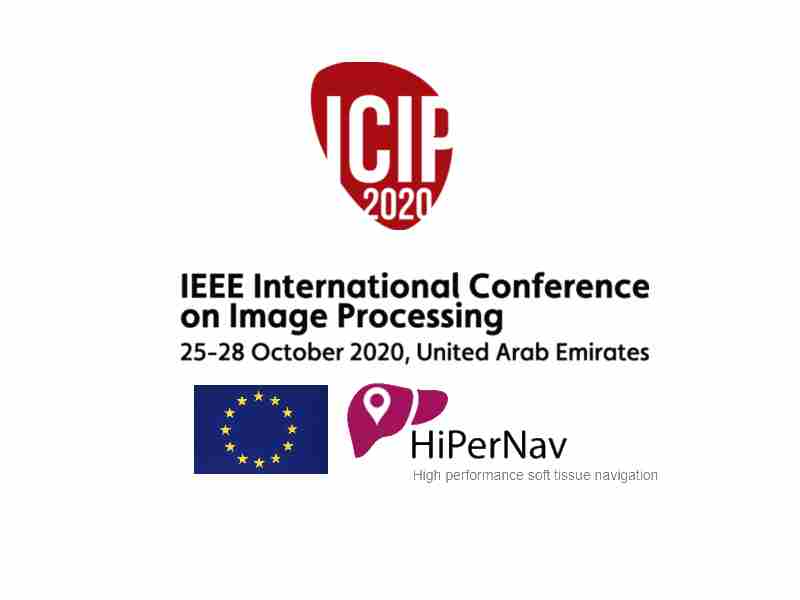 ICIP
2020
IEEE International Conference
on Image Processing
25-28 October 2020, United Arab Emirates
HiPerNav
High performance soft tissue navigation